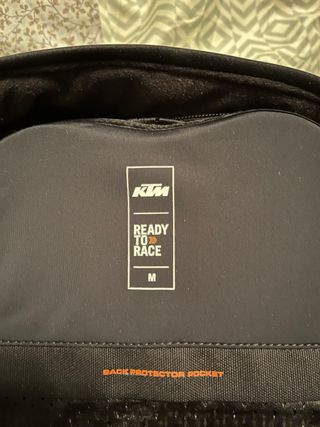 KTM
READY
TO»
RACE
M
BACK PROTECTOR POCKET